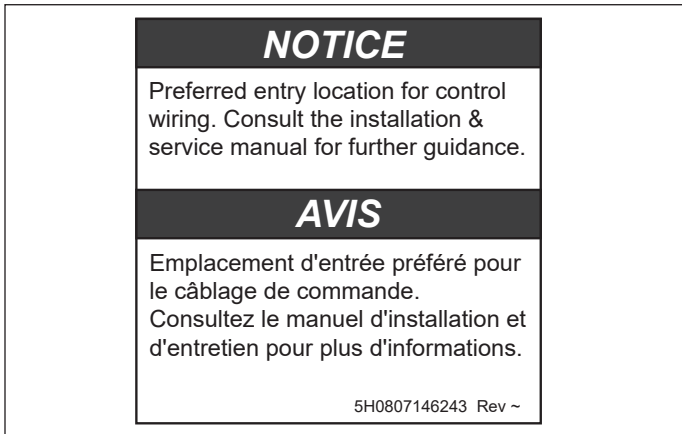 NOTICE
Preferred entry location for control
wiring. Consult the installation &
service manual for further guidance.
AVIS
Emplacement d'entrée préféré pour
le câblage de commande.
Consultez le manuel d'installation et
d'entretien pour plus d'informations.
5H0807146243 Rev ~